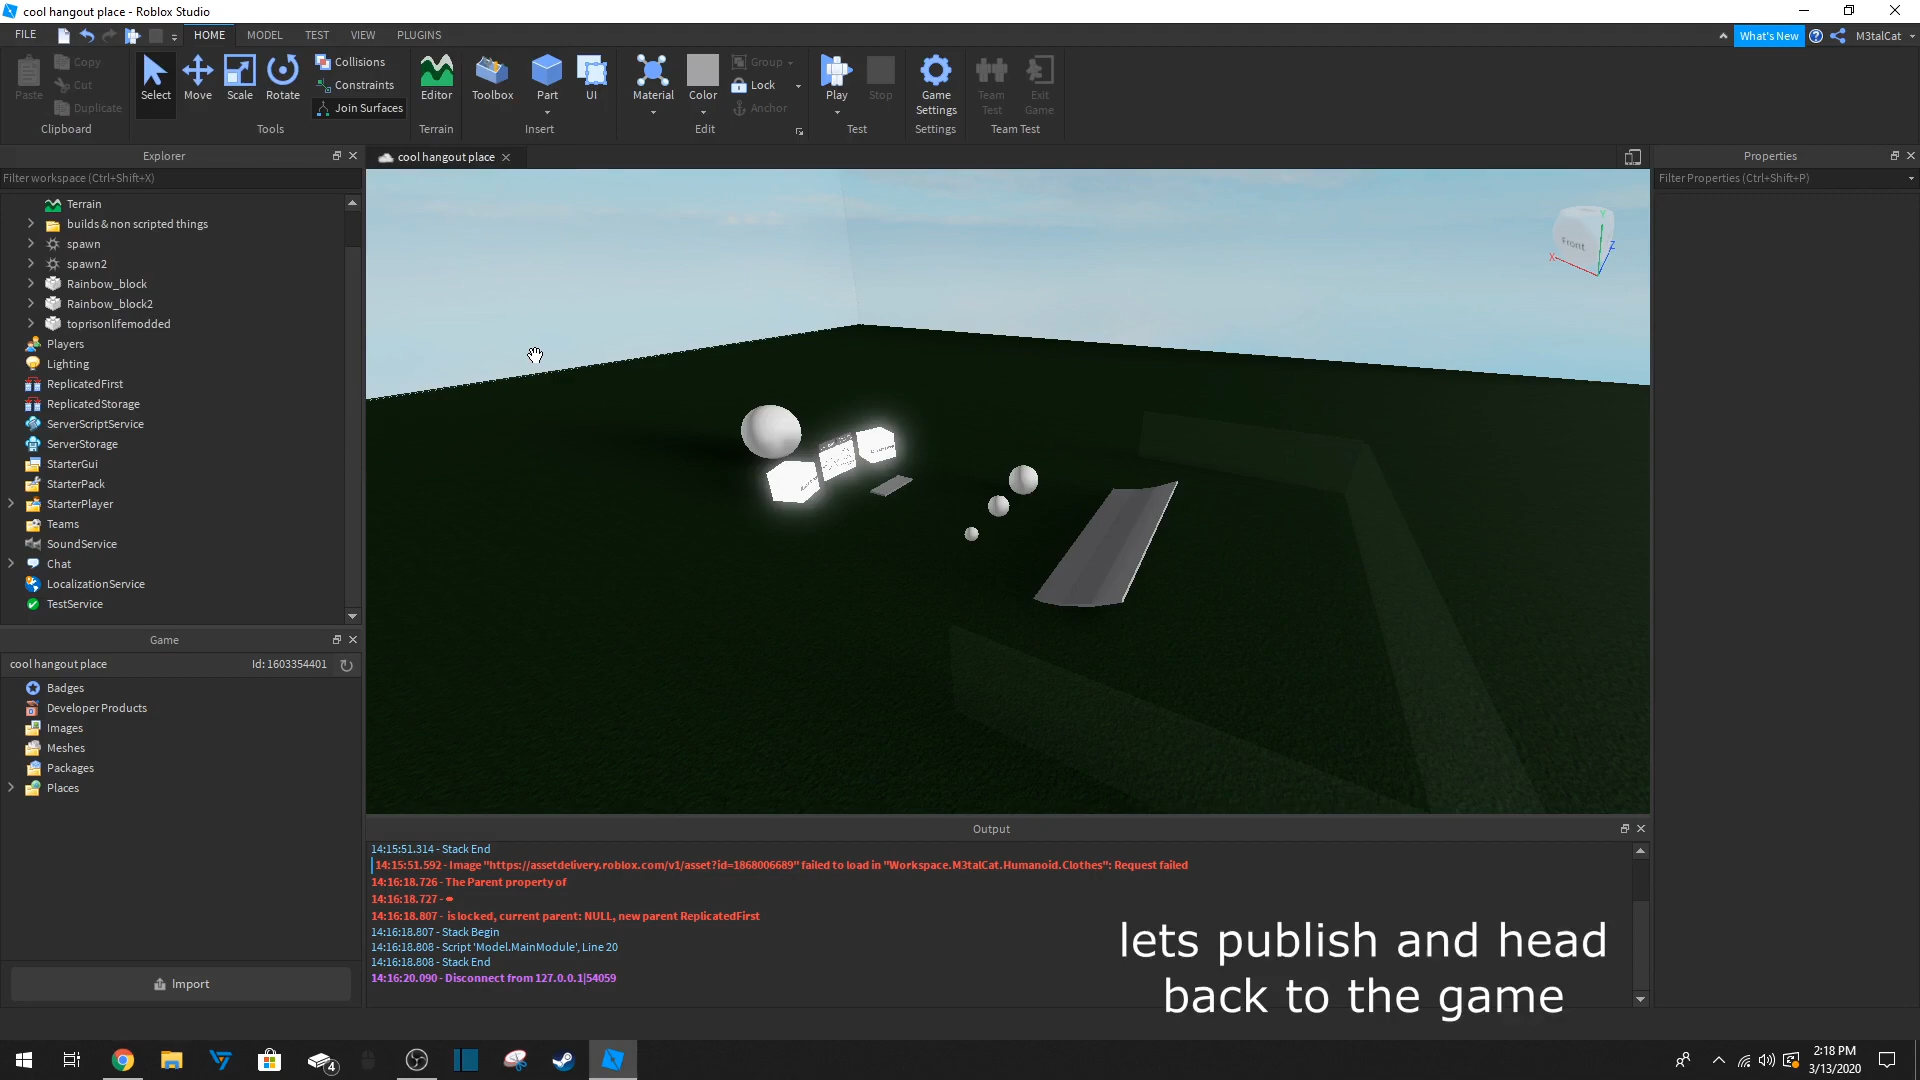 cool hangout place - Roblox Studio
FILE
HOME
MODEL
TEST
VIEW
PLUGINS
What's New
M3talCat
Paste
Copy
Cut
Duplicate
Clipboard
Select
Move
Scale
Rotate
Collisions
Constraints
Join Surfaces
Tools
Editor
Terrain
Toolbox
Part
UI
Insert
Material
Color
Group
Lock
Anchor
Edit
Play
Stop
Test
Game
Settings
Settings
Team
Test
Exit
Game
Team Test
Explorer
Filter workspace (Ctrl+Shift+X)
Terrain
builds & non scripted things
spawn
spawn2
Rainbow_block
Rainbow_block2
toprisonlifemodded
Players
Lighting
ReplicatedFirst
ReplicatedStorage
ServerScriptService
ServerStorage
StarterGui
StarterPack
StarterPlayer
Teams
SoundService
Chat
LocalizationService
TestService
Game
cool hangout place
Id: 1603354401
Badges
Developer Products
Images
Meshes
Packages
Places
Import
cool hangout place
Front
X
Y
Z
Properties
Filter Properties (Ctrl+Shift+P)
Output
14:15:51.314 - Stack End
14:15:51.592 - Image "https://assetdelivery.roblox.com/v1/asset?id=1868006689" failed to load in "Workspace.M3talCat.Humanoid.Clothes": Request failed
14:16:18.726 - The Parent property of
14:16:18.727 -
14:16:18.807 - is locked, current parent: NULL, new parent ReplicatedFirst
14:16:18.807 - Stack Begin
14:16:18.808 - Script 'Model.MainModule', Line 20
14:16:18.808 - Stack End
14:16:20.090 - Disconnect from 127.0.0.1|54059
lets publish and head
back to the game
4
2:18 PM
3/13/2020